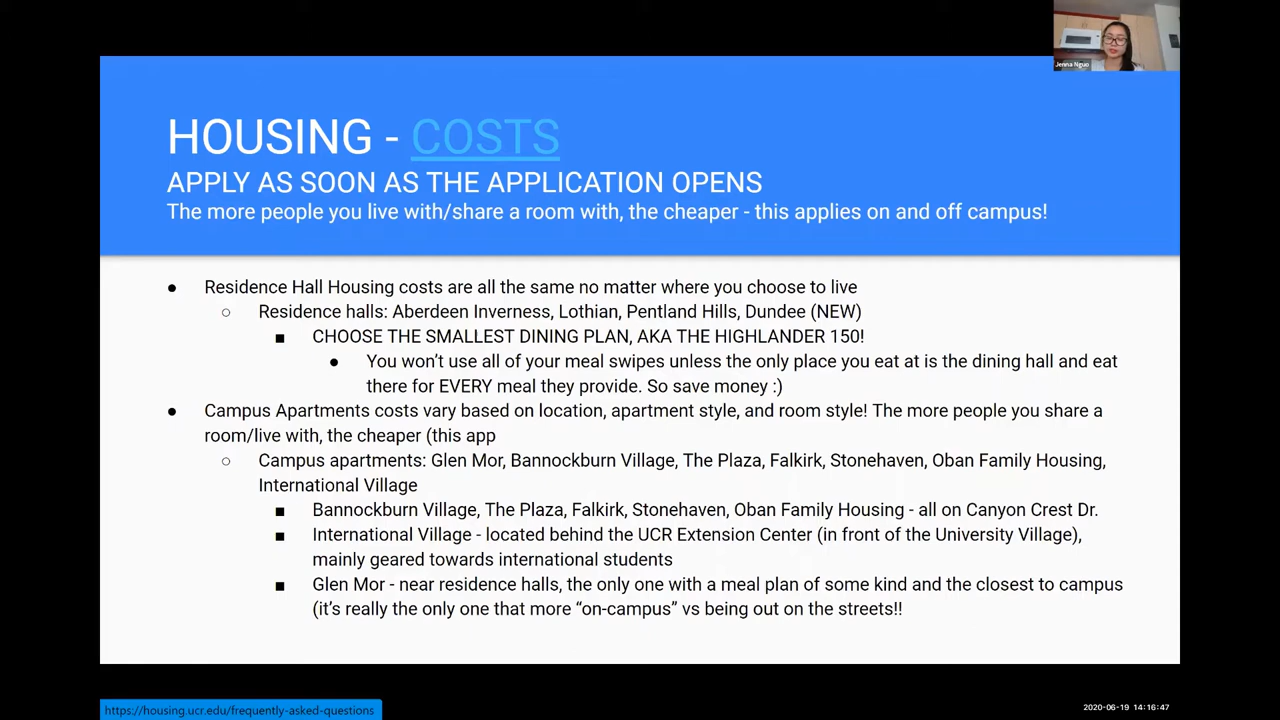 Jenna Nguo
HOUSING - COSTS
APPLY AS SOON AS THE APPLICATION OPENS
The more people you live with/share a room with, the cheaper - this applies on and off campus!
● Residence Hall Housing costs are all the same no matter where you choose to live
○ Residence halls: Aberdeen Inverness, Lothian, Pentland Hills, Dundee (NEW)
■ CHOOSE THE SMALLEST DINING PLAN, AKA THE HIGHLANDER 150!
● You won’t use all of your meal swipes unless the only place you eat at is the dining hall and eat
there for EVERY meal they provide. So save money :)
● Campus Apartments costs vary based on location, apartment style, and room style! The more people you share a
room/live with, the cheaper (this app
○ Campus apartments: Glen Mor, Bannockburn Village, The Plaza, Falkirk, Stonehaven, Oban Family Housing,
International Village
■ Bannockburn Village, The Plaza, Falkirk, Stonehaven, Oban Family Housing - all on Canyon Crest Dr.
■ International Village - located behind the UCR Extension Center (in front of the University Village),
mainly geared towards international students
■ Glen Mor - near residence halls, the only one with a meal plan of some kind and the closest to campus
(it’s really the only one that more “on-campus” vs being out on the streets!!
https://housing.ucr.edu/frequently-asked-questions
2020-06-19 14:16:47